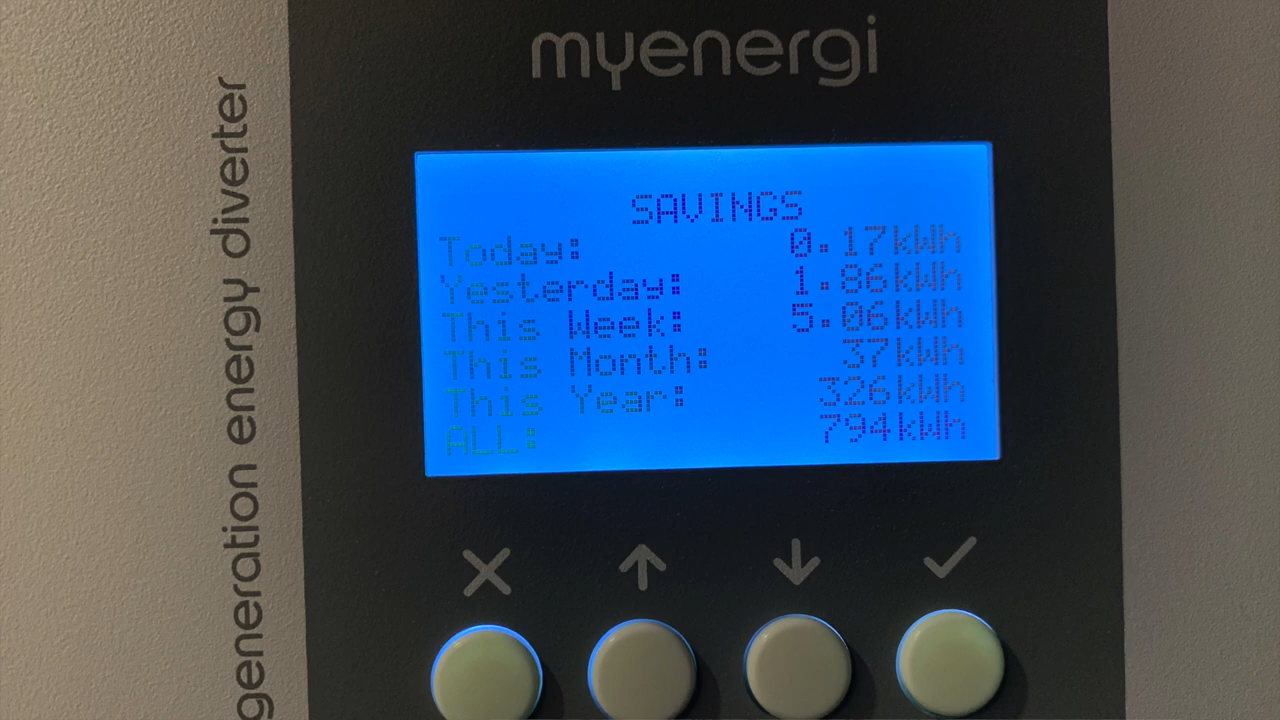 myenergi
generation energy diverter
SAVINGS
Today: 0.17kWh
Yesterday: 1.86kWh
This Week: 5.06kWh
This Month: 37kWh
This Year: 326kWh
ALL: 794kWh